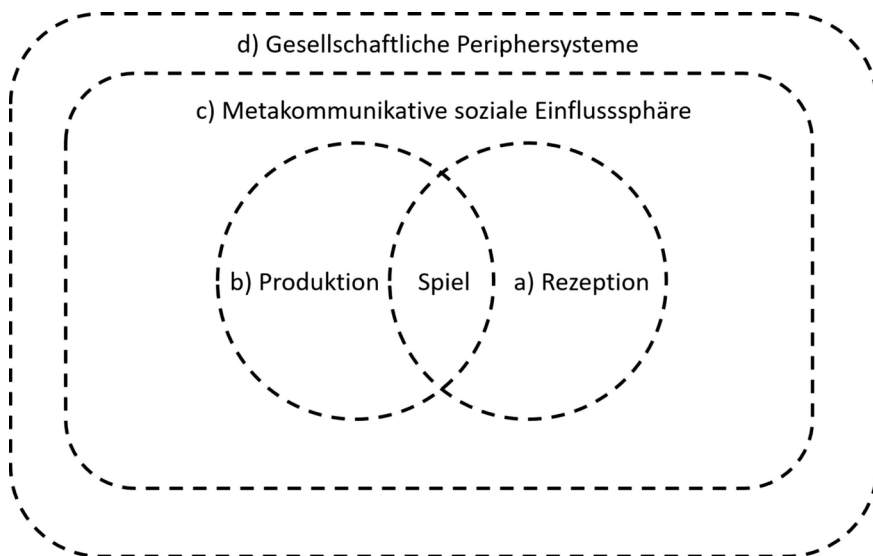 d) Gesellschaftliche Periphersysteme
c) Metakommunikative soziale Einflusssphäre
b) Produktion
Spiel
a) Rezeption